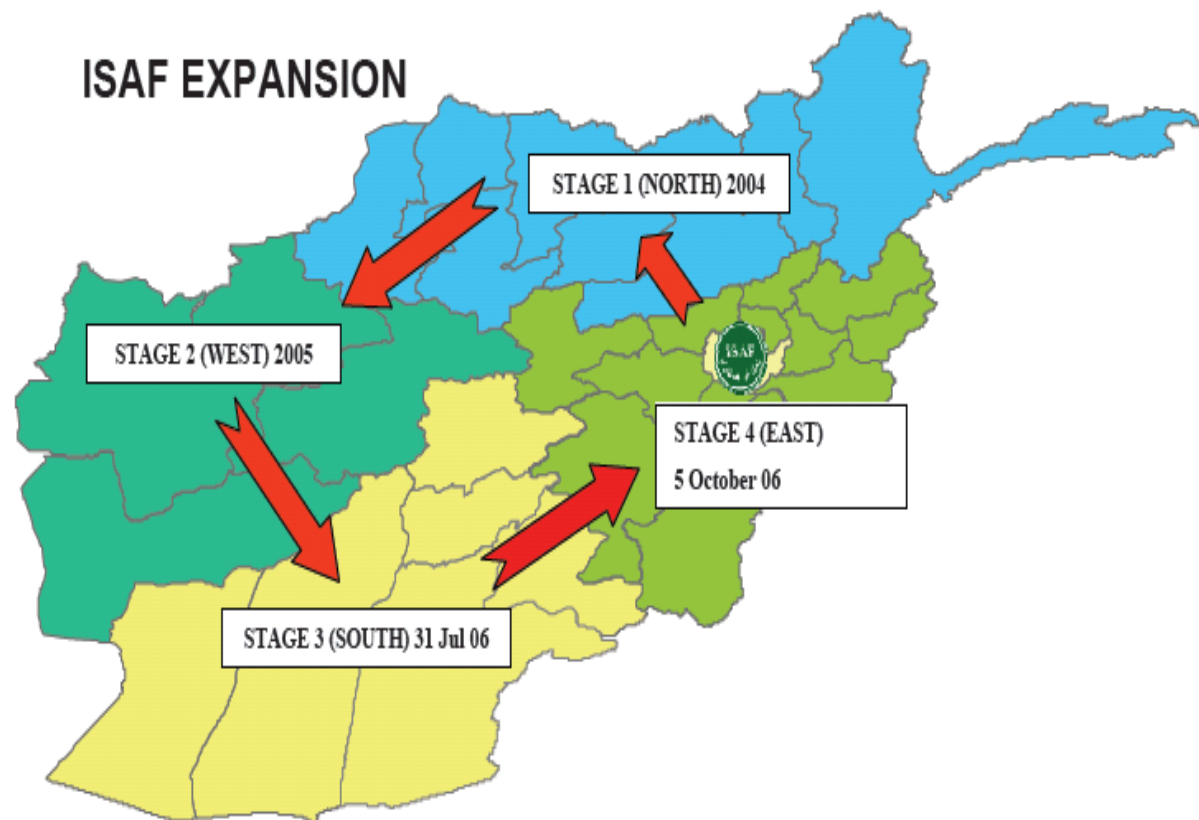 ISAF EXPANSION
STAGE 1 (NORTH) 2004
STAGE 2 (WEST) 2005
ISAF
STAGE 4 (EAST)
5 October 06
STAGE 3 (SOUTH) 31 Jul 06